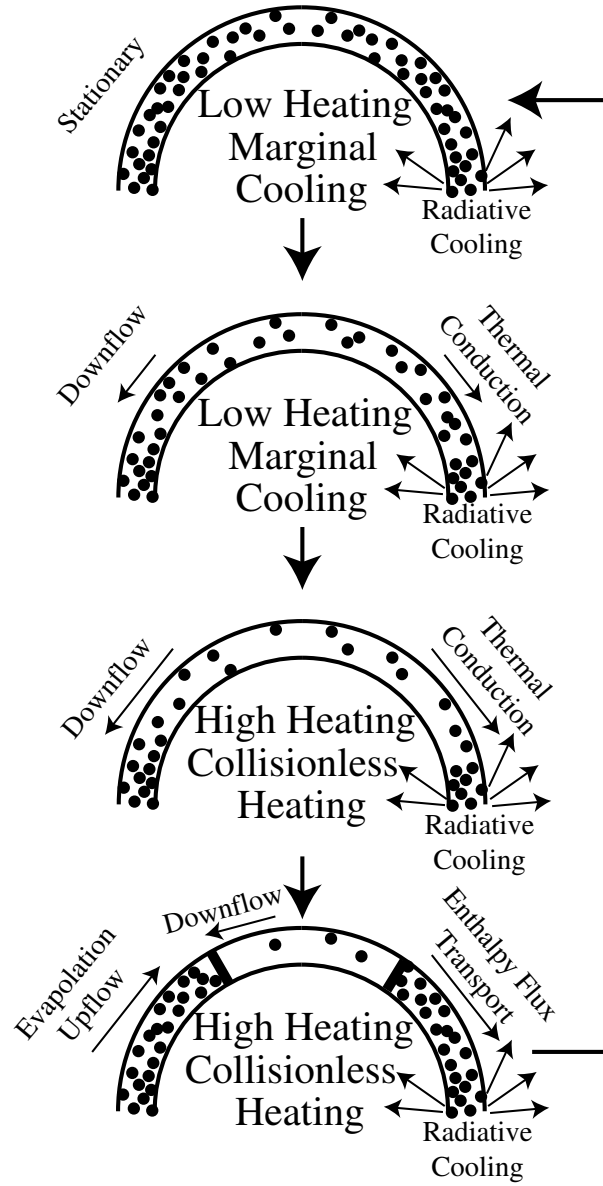 Stationary
Low Heating
Marginal
Cooling
Radiative
Cooling
Downflow
Thermal
Conduction
Low Heating
Marginal
Cooling
Radiative
Cooling
Downflow
Thermal
Conduction
High Heating
Collisionless
Heating
Radiative
Cooling
Downflow
Evapolation
Upflow
Enthalpy Flux
Transport
High Heating
Collisionless
Heating
Radiative
Cooling